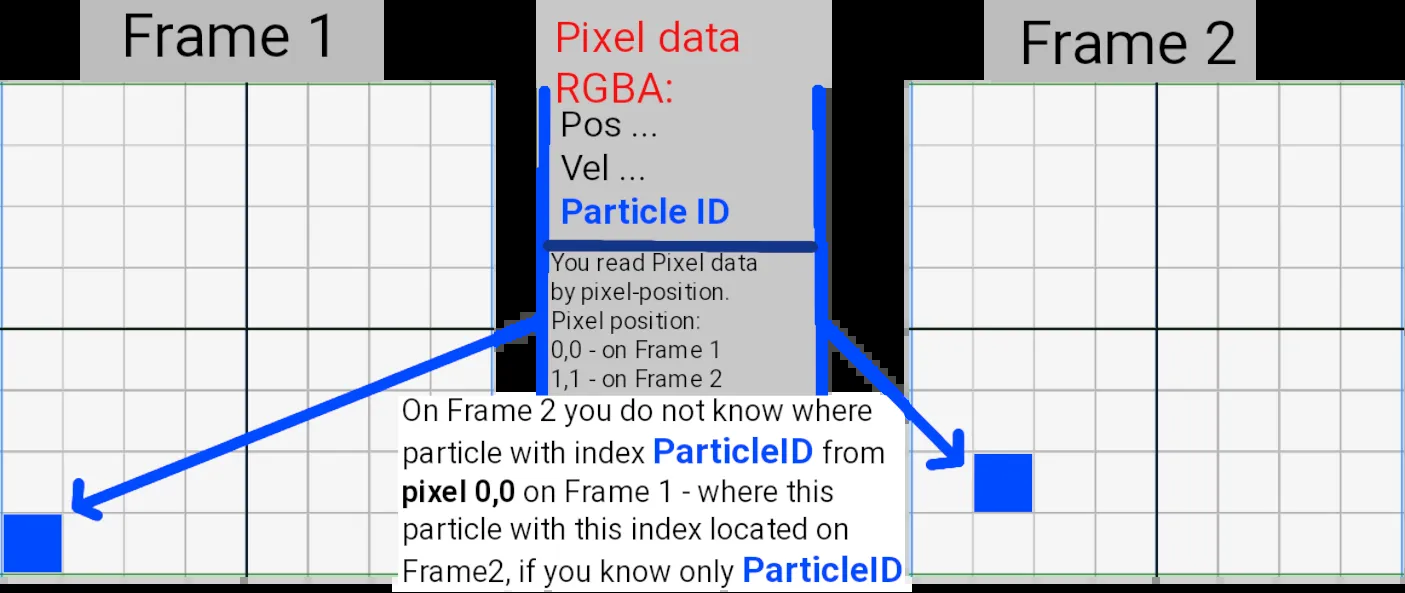 Frame 1
Pixel data
RGBA:
Pos ...
Vel ...
Particle ID
You read Pixel data
by pixel-position.
Pixel position:
0,0 - on Frame 1
1,1 - on Frame 2
On Frame 2 you do not know where
particle with index ParticleID from
pixel 0,0 on Frame 1 - where this
particle with this index located on
Frame2, if you know only ParticleID
Frame 2